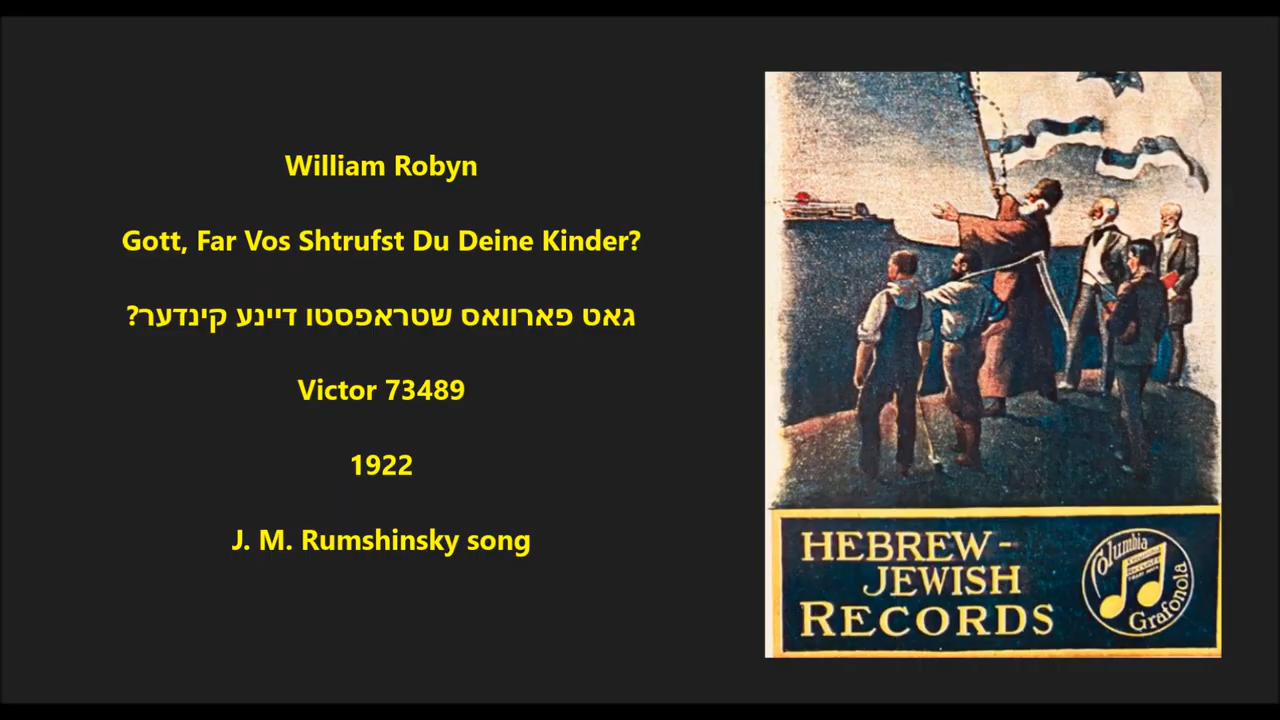 William Robyn
Gott, Far Vos Shtrufst Du Deine Kinder?
גאט פארוואס שטראפסטו דיינע קינדער?
Victor 73489
1922
J. M. Rumshinsky song
HEBREW-
JEWISH
RECORDS
Columbia
Grafonola